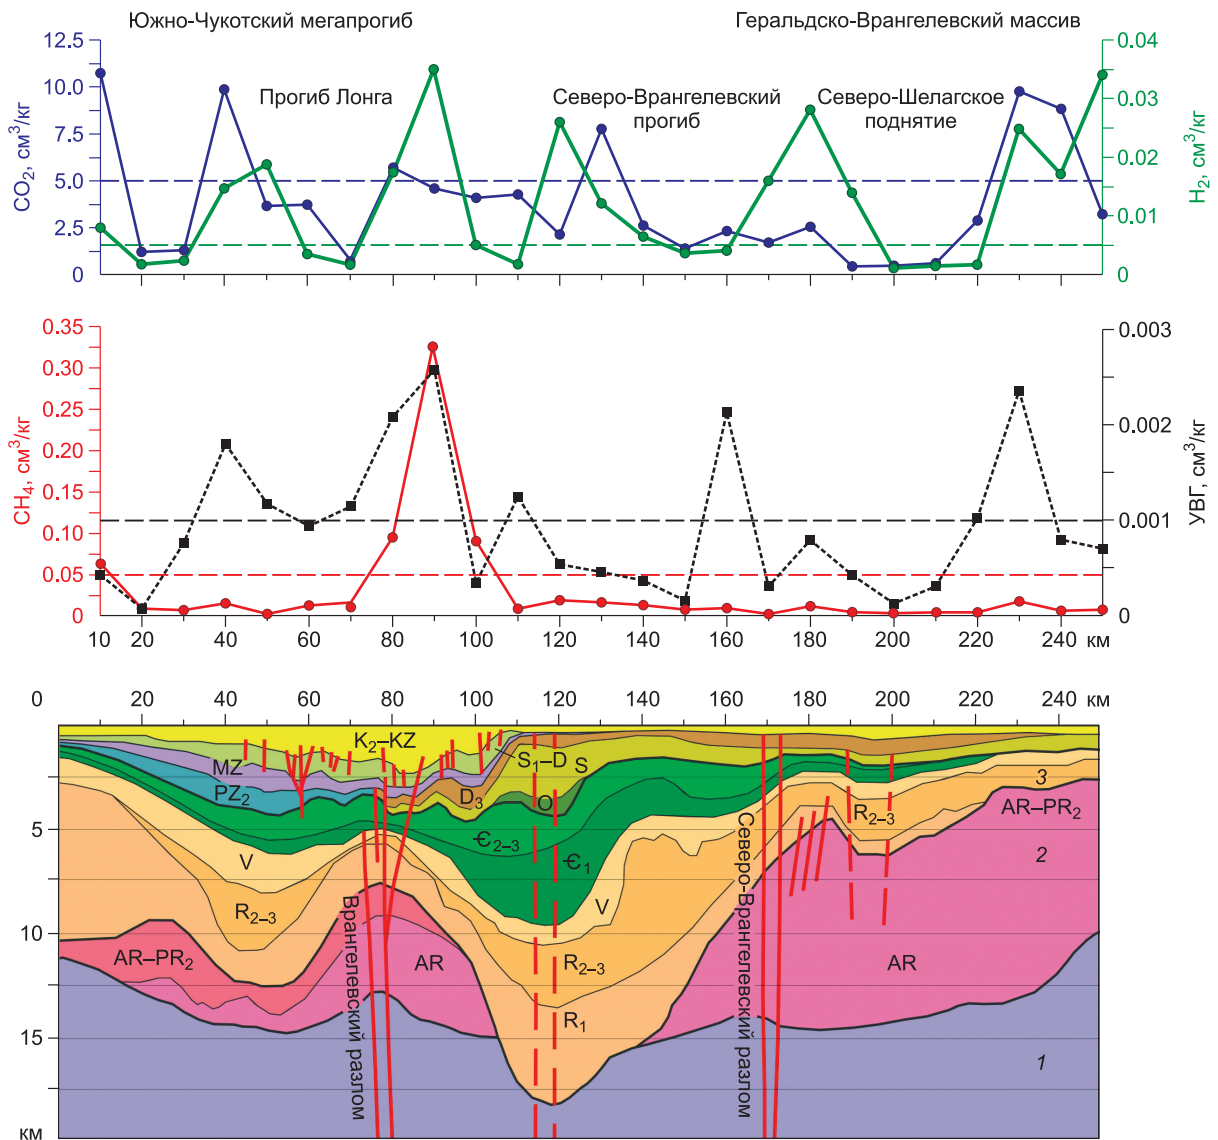 Южно-Чукотский мегапрогиб
Геральдско-Врангелевский массив
12.5
10.0
7.5
5.0
2.5
0
CO₂, см³/кг
Прогиб Лонга
Северо-Врангелевский
прогиб
Северо-Шелагское
поднятие
0.04
0.03
0.02
0.01
0
H₂, см³/кг
0.35
0.30
0.25
0.20
0.15
0.10
0.05
0
CH₄, см³/кг
0.003
0.002
0.001
0
УВГ, см³/кг
10 20 40 60 80 100 120 140 160 180 200 220 240 км
0 20 40 60 80 100 120 140 160 180 200 220 240 км
K₂–KZ
MZ
S₁–D
S
PZ₂
D₃
O
3
AR–PR₂
R₂₋₃
5
Є₂₋₃
Є₁
V
2
1
R₂₋₃
V
10
AR–PR₂
AR
R₂₋₃
AR
R₁
15
1
Врангелевский разлом
Северо-Врангелевский разлом
км